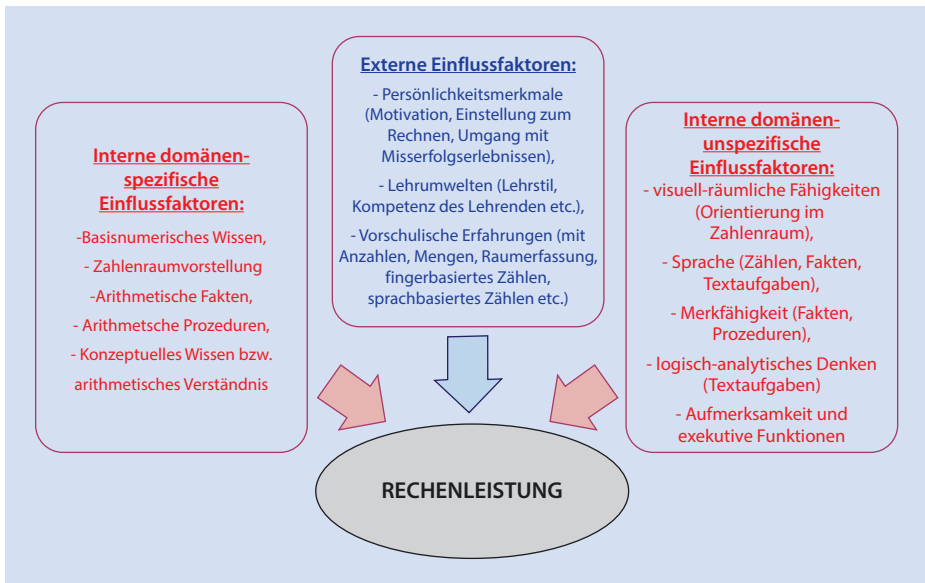 Interne domänen-
spezifische
Einflussfaktoren:
-Basisnumerisches Wissen,
- Zahlenraumvorstellung
-Arithmetische Fakten,
- Arithmetsche Prozeduren,
- Konzeptuelles Wissen bzw.
arithmetisches Verständnis
Externe Einflussfaktoren:
- Persönlichkeitsmerkmale
(Motivation, Einstellung zum
Rechnen, Umgang mit
Misserfolgserlebnissen),
- Lehrumwelten (Lehrstil,
Kompetenz des Lehrenden etc.),
- Vorschulische Erfahrungen (mit
Anzahlen, Mengen, Raumerfassung,
fingerbasiertes Zählen,
sprachbasiertes Zählen etc.)
Interne domänen-
unspezifische
Einflussfaktoren:
- visuell-räumliche Fähigkeiten
(Orientierung im
Zahlenraum),
- Sprache (Zählen, Fakten,
Textaufgaben),
- Merkfähigkeit (Fakten,
Prozeduren),
- logisch-analytisches Denken
(Textaufgaben)
- Aufmerksamkeit und
exekutive Funktionen
RECHENLEISTUNG